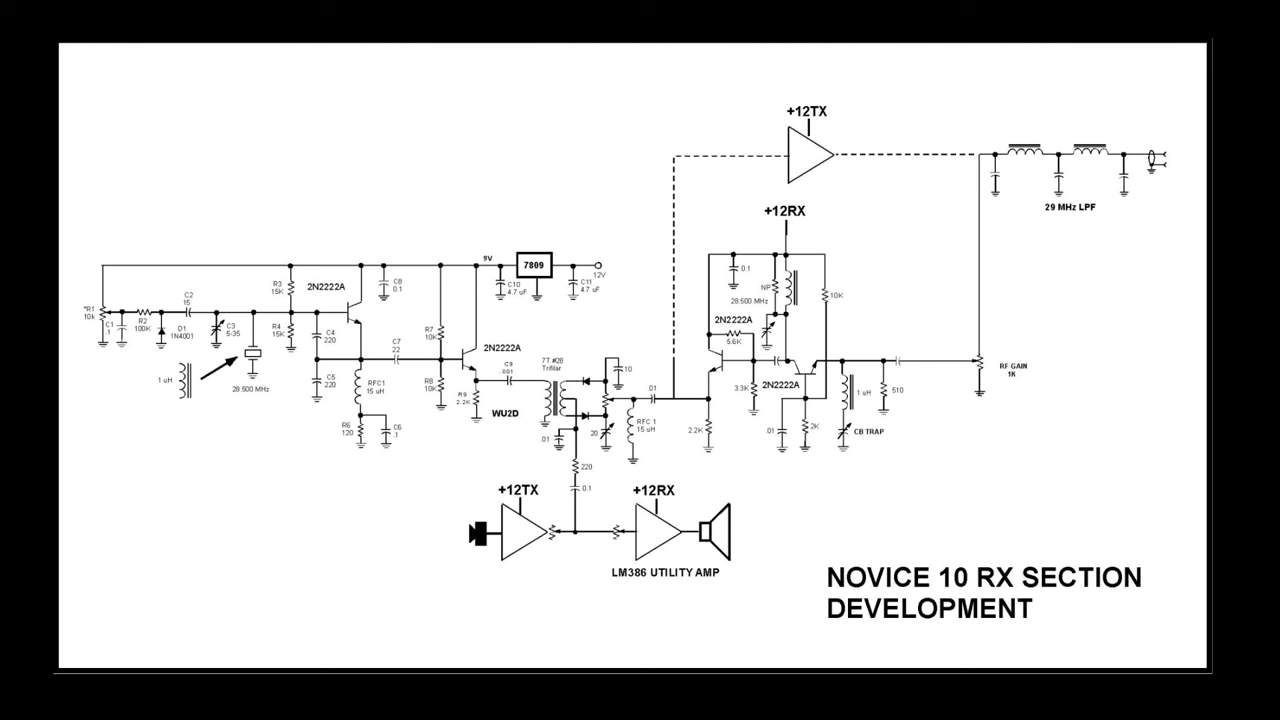 +12TX
29 MHz LPF
+12RX
9V
7809
12V
C10
4.7 uF
C11
4.7 uF
*R1
10k
C1
.1
R2
100K
D1
1N4001
C2
15
C3
5-35
R3
15K
R4
15K
2N2222A
C8
0.1
C4
220
C5
220
1 uH
28.500 MHz
RFC1
15 uH
R6
120
C6
.1
C7
22
R7
10k
R8
10k
2N2222A
R9
2.2K
C9
.001
WU2D
7T #28
Trifilar
10
.01
20
RFC 1
15 uH
.01
220
0.1
0.1
NP
28.500 MHz
10K
2N2222A
5.6K
3.3K
2N2222A
2.2K
.01
2K
1 uH
510
CB TRAP
RF GAIN
1K
+12TX
+12RX
LM386 UTILITY AMP
NOVICE 10 RX SECTION
DEVELOPMENT